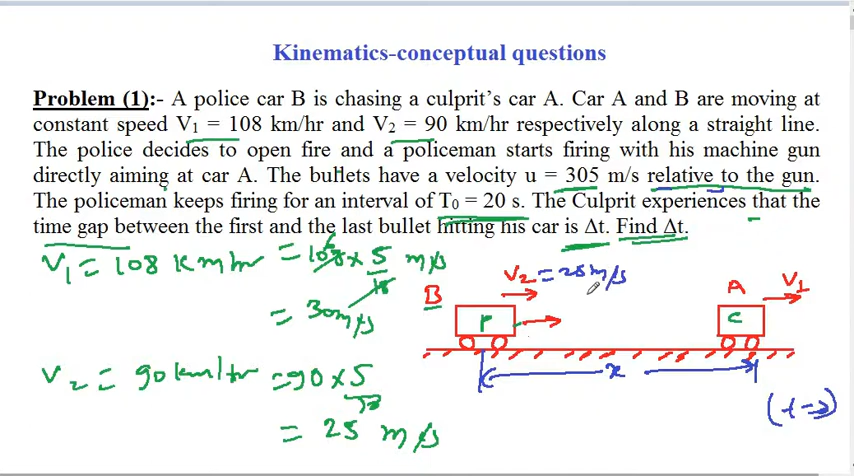 Kinematics-conceptual questions
Problem (1):- A police car B is chasing a culprit's car A. Car A and B are moving at
constant speed V₁ = 108 km/hr and V₂ = 90 km/hr respectively along a straight line.
The police decides to open fire and a policeman starts firing with his machine gun
directly aiming at car A. The bullets have a velocity u = 305 m/s relative to the gun.
The policeman keeps firing for an interval of T₀ = 20 s. The Culprit experiences that the
time gap between the first and the last bullet hitting his car is Δt. Find Δt.
V₁ = 108 km/hr = 108 × 5/18 m/s
= 30 m/s
V₂ = 90 km/hr = 90 × 5/18
= 25 m/s
V₂ = 25 m/s
B
P
A
V₁
C
x
(+→)